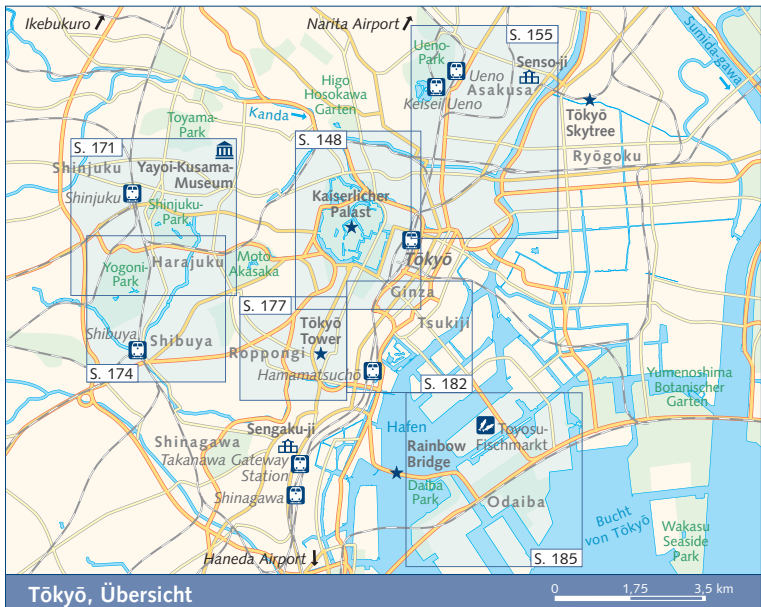 Ikebukuro
Narita Airport
S. 155
Ueno-
Park
Ueno
Senso-ji
Asakusa
Keisei Ueno
Sumida-gawa
Higo
Hosokawa
Garten
Toyama-
Park
Kanda
Tōkyō
Skytree
S. 171
S. 148
Ryōgoku
Shinjuku
Yayoi-Kusama-
Museum
Shinjuku
Kaiserlicher
Palast
Shinjuku-
Park
Harajuku
Yogoni-
Park
Moto
Akasaka
Tōkyō
Ginza
S. 177
Tōkyō
Tower
Tsukiji
Shibuya
Shibuya
Roppongi
Hamamatsuchō
S. 174
S. 182
Yumenoshima
Botanischer
Garten
Sengaku-ji
Hafen
Toyosu-
Fischmarkt
Shinagawa
Takanawa Gateway
Station
Rainbow
Bridge
Shinagawa
Daiba
Park
Odaiba
Bucht
von Tōkyō
Wakasu
Seaside
Park
Haneda Airport
S. 185
Tōkyō, Übersicht
0 1,75 3,5 km